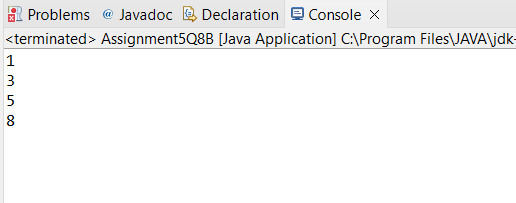 Problems @ Javadoc Declaration Console
<terminated> Assignment5Q8B [Java Application] C:\Program Files\JAVA\jdk-
1
3
5
8